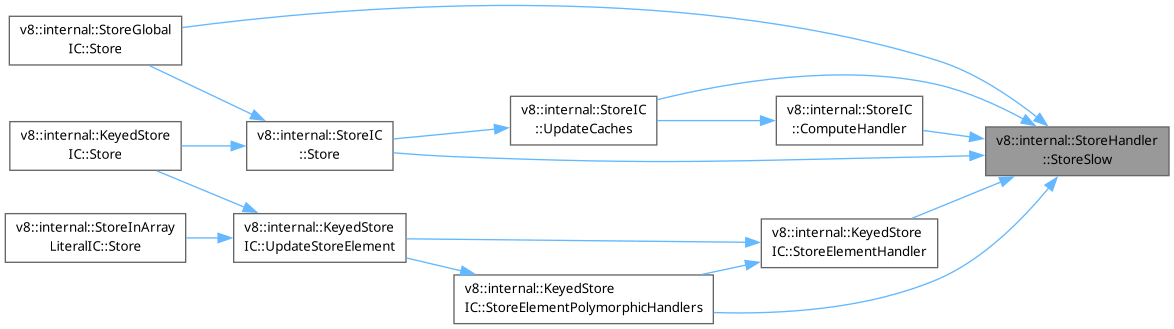 v8::internal::StoreGlobal
IC::Store
v8::internal::KeyedStore
IC::Store
v8::internal::StoreInArray
LiteralIC::Store
v8::internal::StoreIC
::Store
v8::internal::KeyedStore
IC::UpdateStoreElement
v8::internal::StoreIC
::UpdateCaches
v8::internal::KeyedStore
IC::StoreElementPolymorphicHandlers
v8::internal::StoreIC
::ComputeHandler
v8::internal::KeyedStore
IC::StoreElementHandler
v8::internal::StoreHandler
::StoreSlow